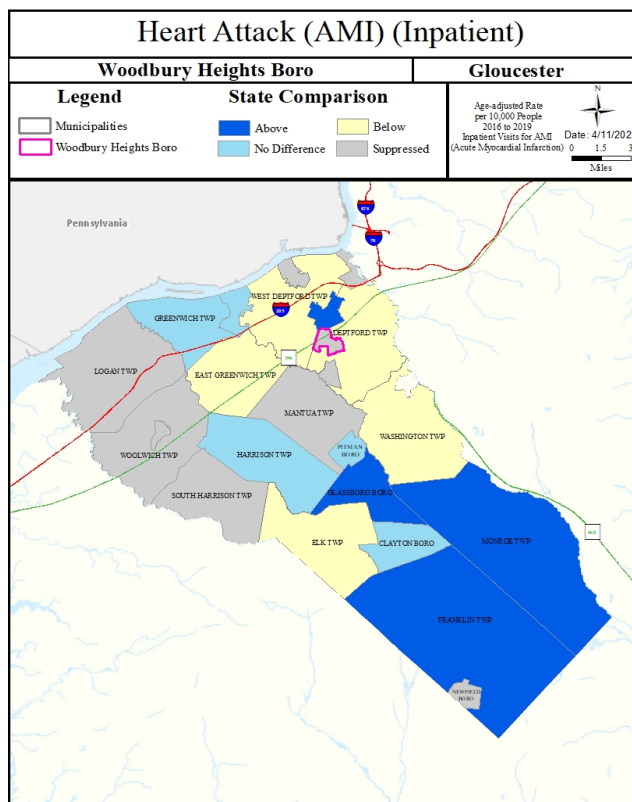 Heart Attack (AMI) (Inpatient)
Woodbury Heights Boro
Gloucester
Legend
Municipalities
Woodbury Heights Boro
State Comparison
Above
Below
No Difference
Suppressed
Age-adjusted Rate
per 10,000 People
2016 to 2019
Inpatient Visits for AMI
(Acute Myocardial Infarction)
N
Date: 4/11/202
0 1.5 3
Miles
Pennsylvania
676
76
WEST DEPTFORD TWP
GREENWICH TWP
295
DEPTFORD TWP
LOGAN TWP
EAST GREENWICH TWP
MANTUA TWP
WASHINGTON TWP
WOOLWICH TWP
HARRISON TWP
PITMAN
BORO
SOUTH HARRISON TWP
GLASSBORO BORO
ELK TWP
CLAYTON BORO
MONROE TWP
FRANKLIN TWP
NEWFIELD
BORO